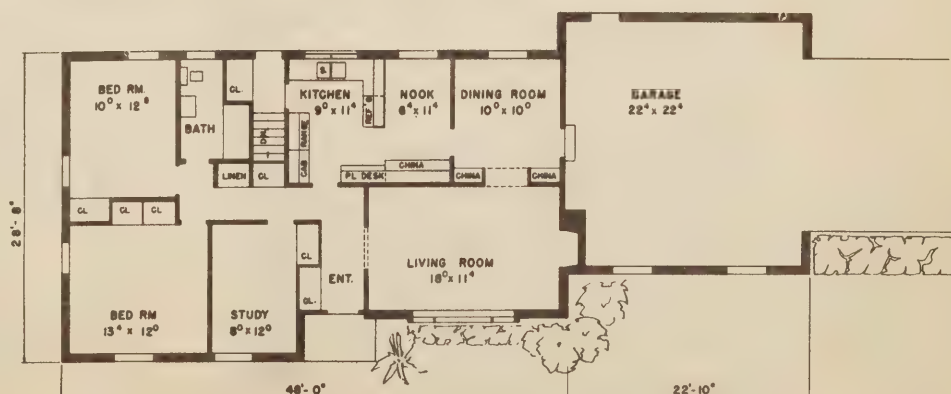 BED RM.
10⁰ x 12⁸
BATH
CL.
DN.
LINEN
CL
KITCHEN
9⁰ x 11⁴
S.
REF'G
RANGE
CAB
NOOK
6⁴ x 11⁴
DINING ROOM
10⁰ x 10⁰
CHINA
PL. DESK
CHINA
CHINA
GARAGE
22⁴ x 22⁴
CL
CL
CL
28'-8"
BED RM
13⁴ x 12⁰
STUDY
8⁰ x 12⁰
CL
CL.
ENT.
LIVING ROOM
18⁰ x 11⁴
48'-0"
22'-10"